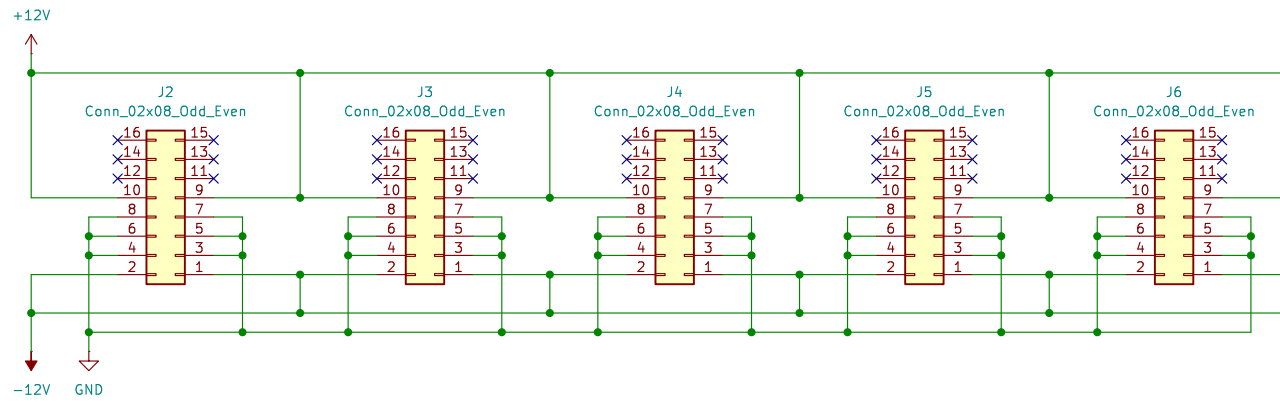 +12V
J2 J3 J4 J5 J6
Conn_02x08_Odd_Even Conn_02x08_Odd_Even Conn_02x08_Odd_Even Conn_02x08_Odd_Even Conn_02x08_Odd_Even
16 15 16 15 16 15 16 15 16 15
14 13 14 13 14 13 14 13 14 13
12 11 12 11 12 11 12 11 12 11
10 9 10 9 10 9 10 9 10 9
8 7 8 7 8 7 8 7 8 7
6 5 6 5 6 5 6 5 6 5
4 3 4 3 4 3 4 3 4 3
2 1 2 1 2 1 2 1 2 1
-12V GND